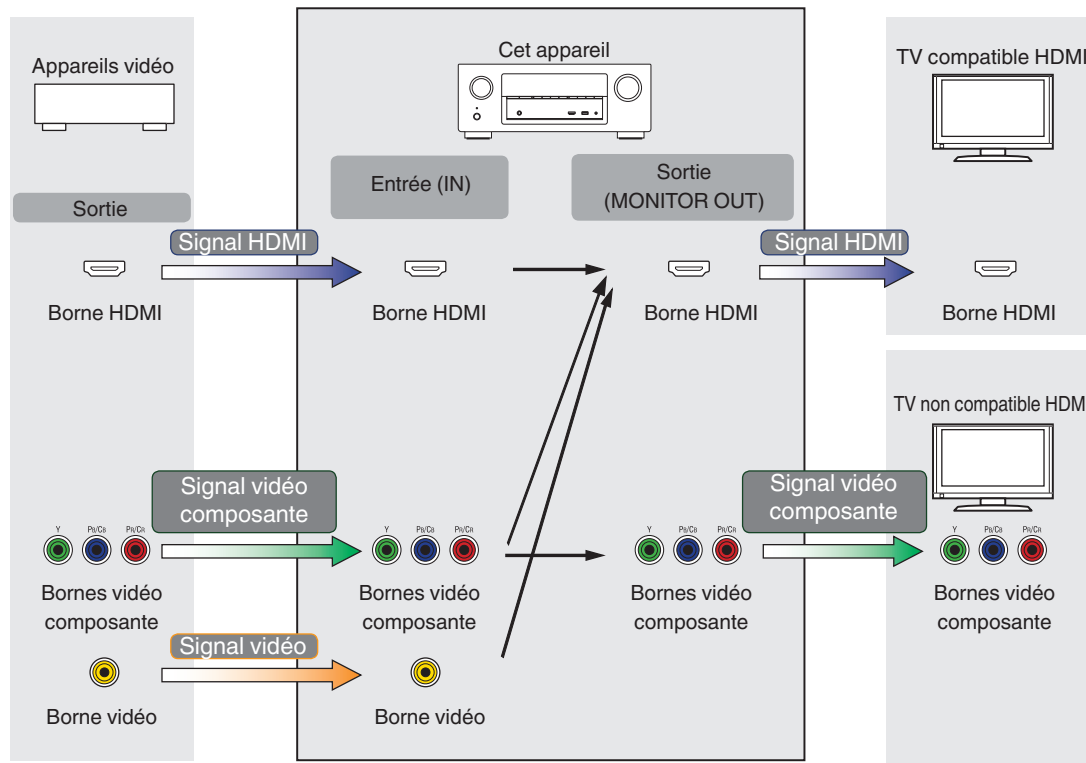 Appareils vidéo
Cet appareil
TV compatible HDMI
Entrée (IN)
Sortie
(MONITOR OUT)
Sortie
Signal HDMI
Signal HDMI
Borne HDMI
Borne HDMI
Borne HDMI
Borne HDMI
TV non compatible HDM
Signal vidéo
composante
Signal vidéo
composante
Y PB/CB PR/CR
Y PB/CB PR/CR
Y PB/CB PR/CR
Y PB/CB PR/CR
Bornes vidéo
composante
Bornes vidéo
composante
Bornes vidéo
composante
Bornes vidéo
composante
Signal vidéo
Borne vidéo
Borne vidéo